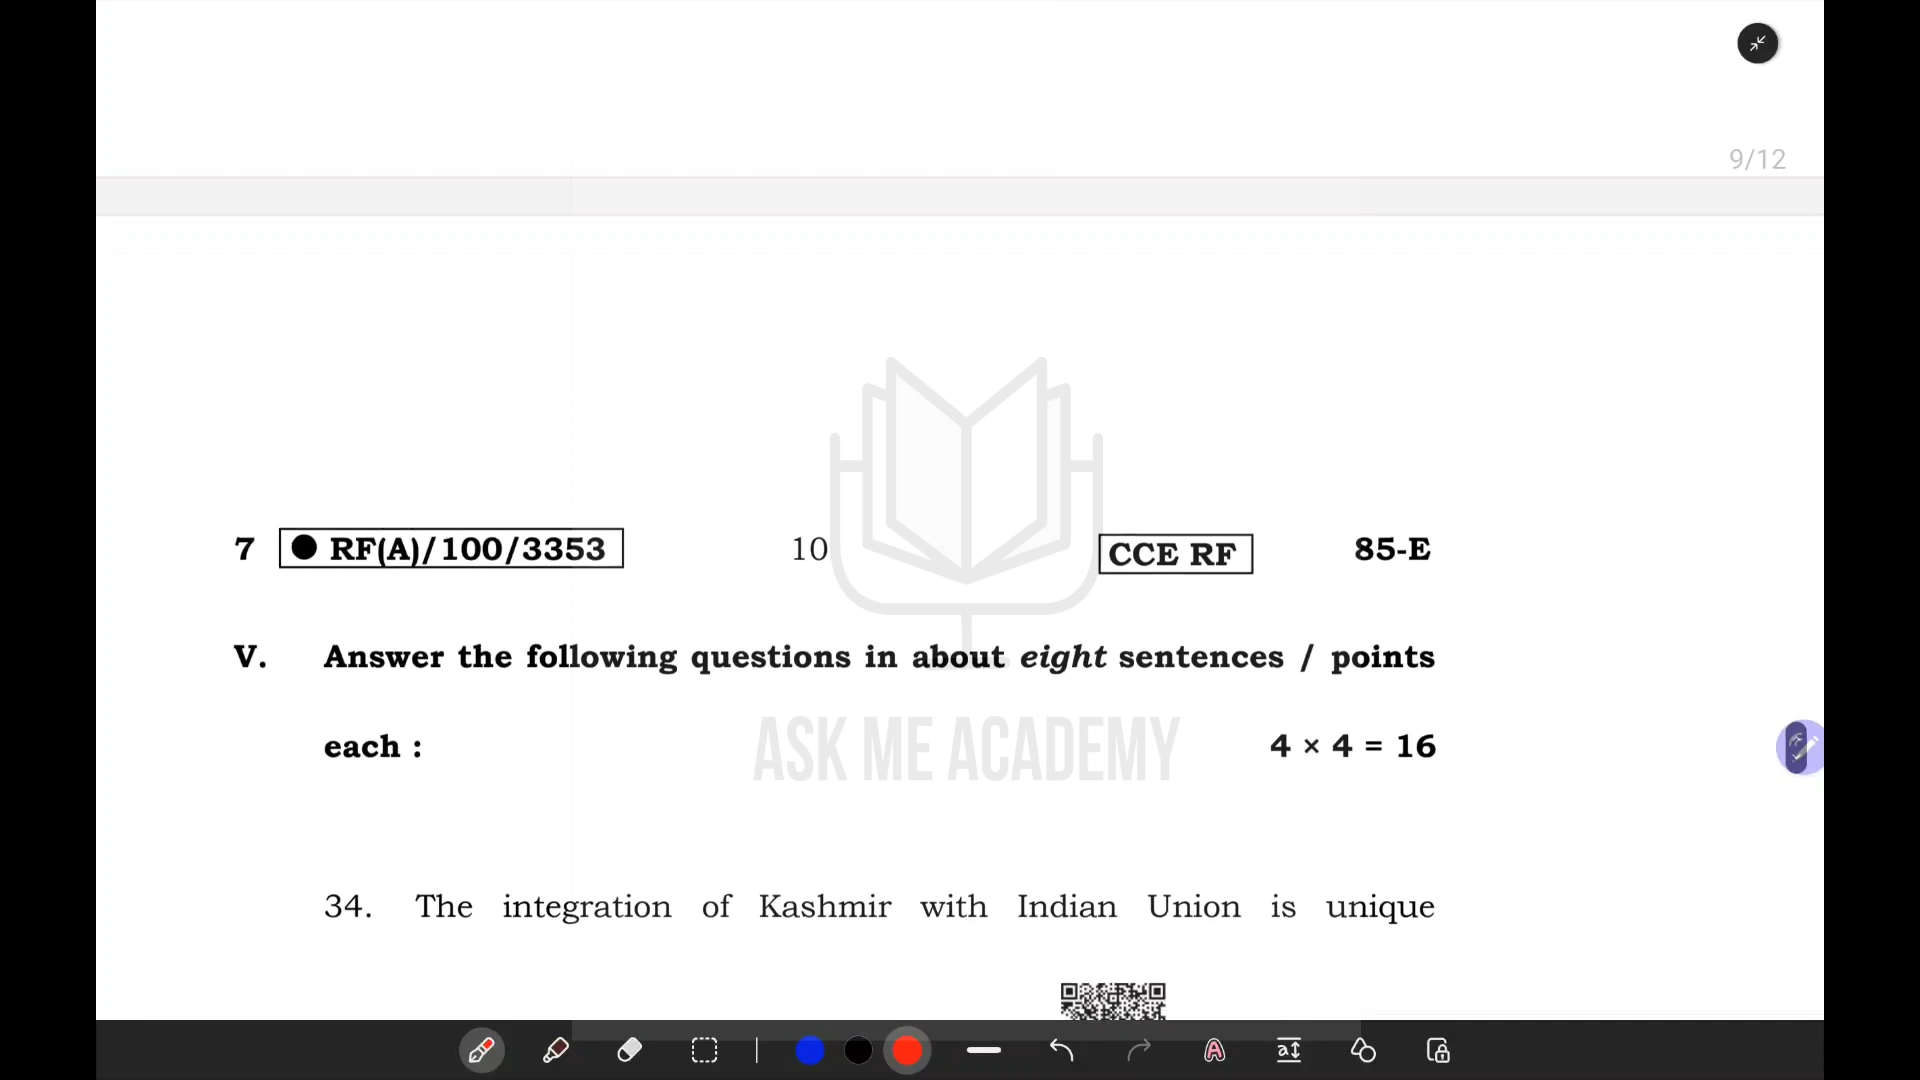 9/12
7 ● RF(A)/100/3353 10 CCE RF 85-E
V. Answer the following questions in about eight sentences / points
each : 4 × 4 = 16
ASK ME ACADEMY
34. The integration of Kashmir with Indian Union is unique